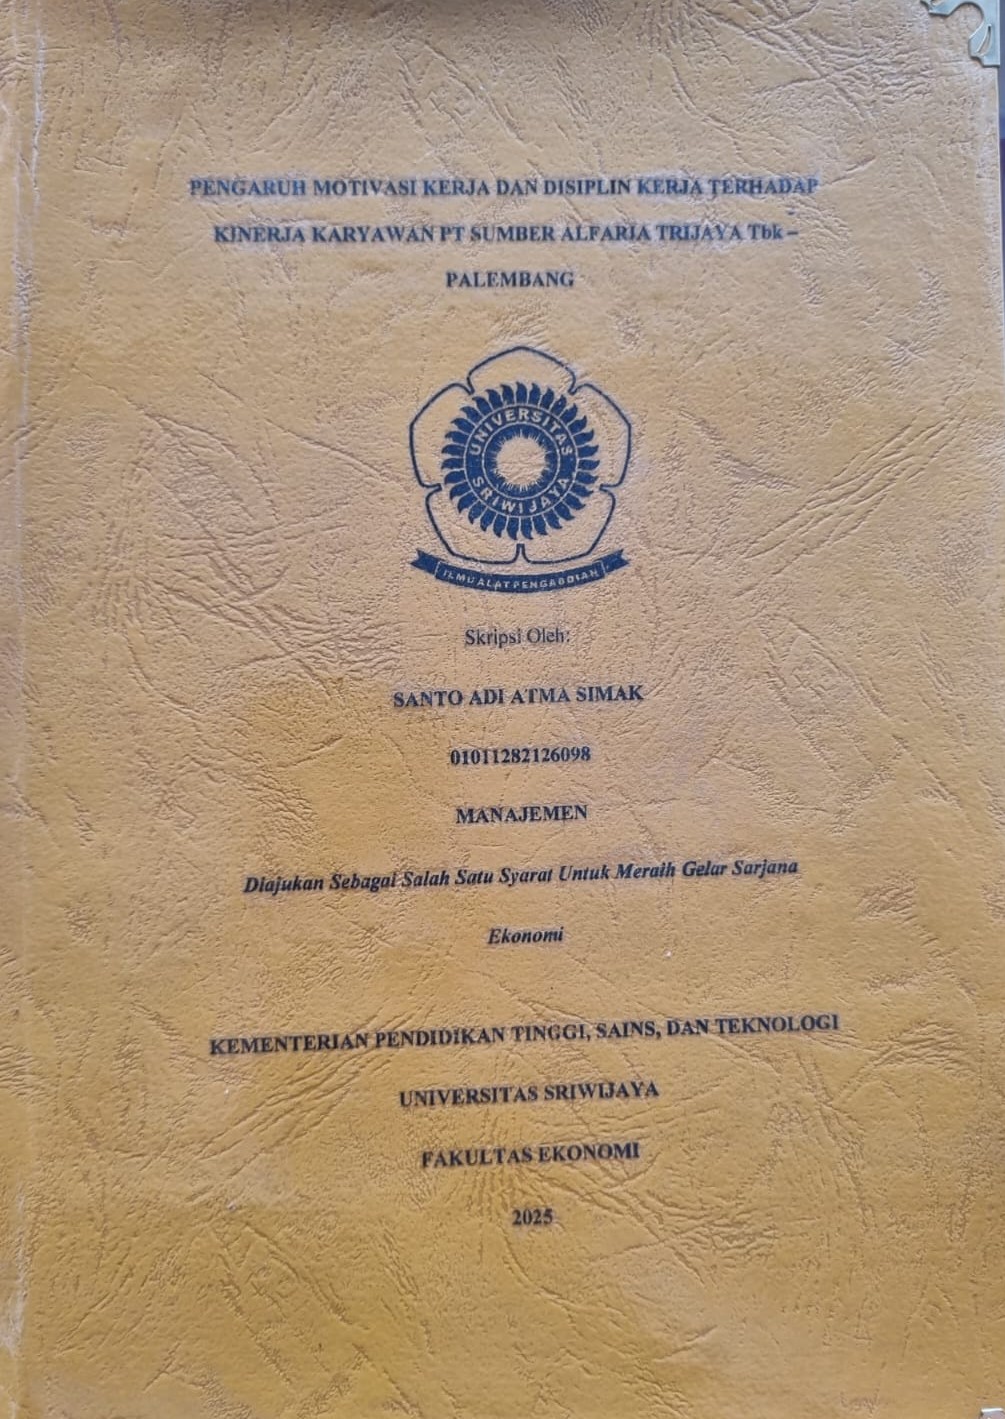 PENGARUH MOTIVASI KERJA DAN DISIPLIN KERJA TERHADAP
KINERJA KARYAWAN PT SUMBER ALFARIA TRIJAYA Tbk –
PALEMBANG
UNIVERSITAS
SRIWIJAYA
ILMU ALAT PENGABDIAN
Skripsi Oleh:
SANTO ADI ATMA SIMAK
01011282126098
MANAJEMEN
Diajukan Sebagai Salah Satu Syarat Untuk Meraih Gelar Sarjana
Ekonomi
KEMENTERIAN PENDIDIKAN TINGGI, SAINS, DAN TEKNOLOGI
UNIVERSITAS SRIWIJAYA
FAKULTAS EKONOMI
2025